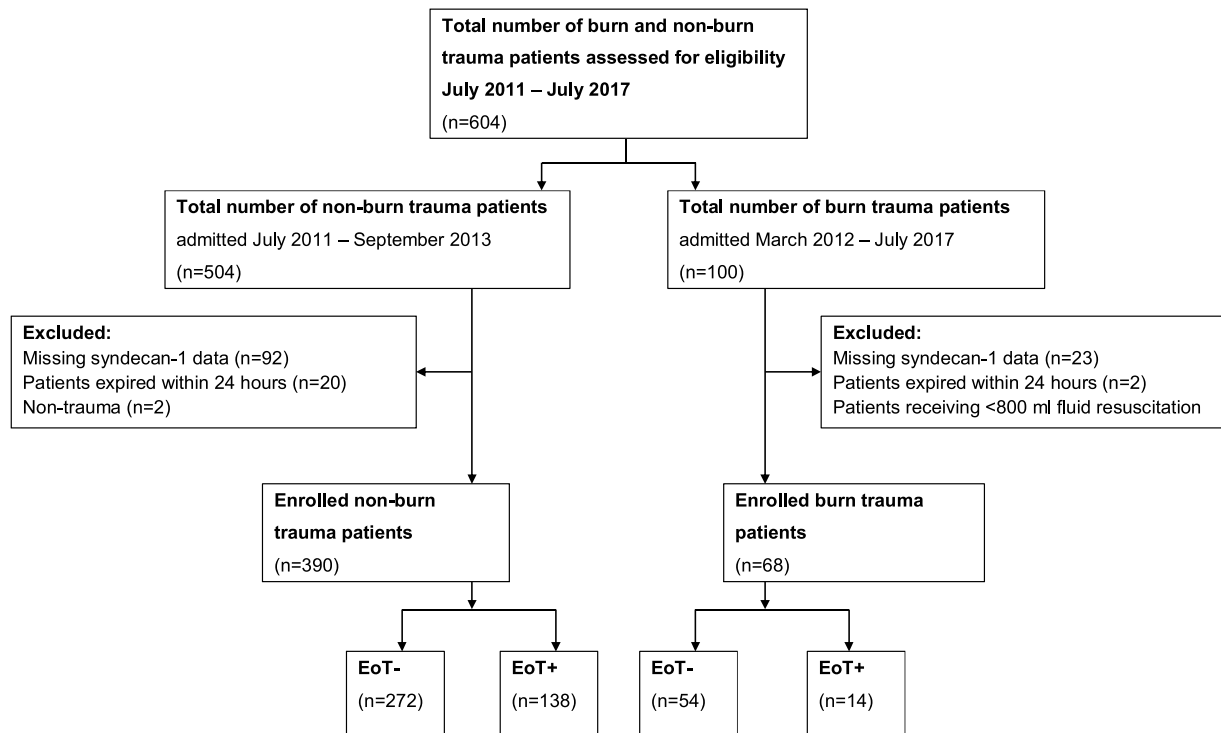 Total number of burn and non-burn
trauma patients assessed for eligibility
July 2011 – July 2017
(n=604)
Total number of non-burn trauma patients
admitted July 2011 – September 2013
(n=504)
Total number of burn trauma patients
admitted March 2012 – July 2017
(n=100)
Excluded:
Missing syndecan-1 data (n=92)
Patients expired within 24 hours (n=20)
Non-trauma (n=2)
Excluded:
Missing syndecan-1 data (n=23)
Patients expired within 24 hours (n=2)
Patients receiving <800 ml fluid resuscitation
Enrolled non-burn
trauma patients
(n=390)
Enrolled burn trauma
patients
(n=68)
EoT-
(n=272)
EoT+
(n=138)
EoT-
(n=54)
EoT+
(n=14)